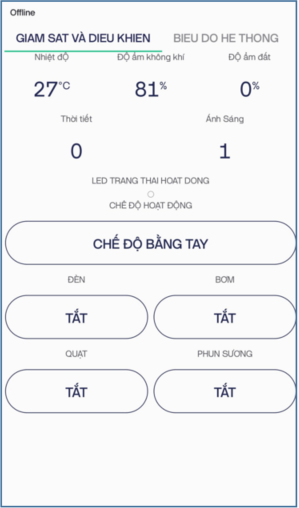 Offline
GIAM SAT VÀ DIEU KHIEN BIEU DO HE THONG
Nhiệt độ ĐỘ ẩm không khí ĐỘ ẩm đất
27°C 81% 0%
Thời tiết Ánh Sáng
0 1
LED TRANG THAI HOAT DONG
CHẾ ĐỘ HOẠT ĐỘNG
CHẾ ĐỘ BẰNG TAY
ĐÈN BƠM
TẮT TẮT
QUẠT PHUN SƯƠNG
TẮT TẮT